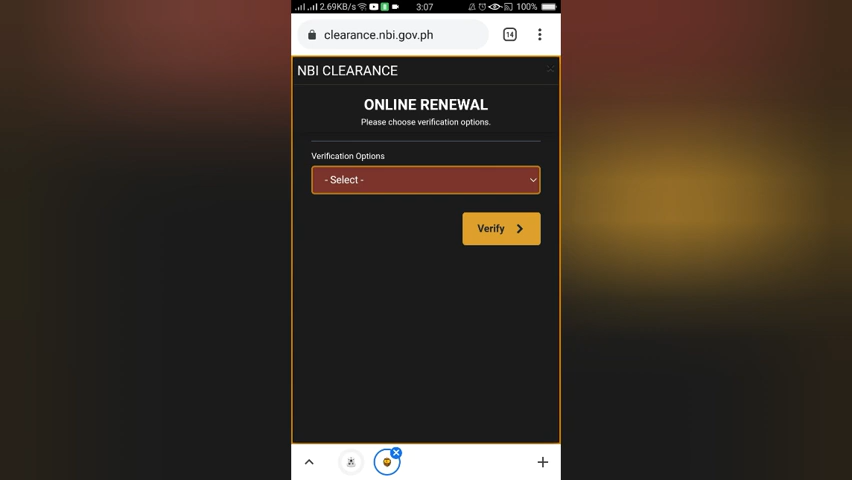 2.69KB/s 3:07 100%
clearance.nbi.gov.ph 14
NBI CLEARANCE
ONLINE RENEWAL
Please choose verification options.
Verification Options
- Select -
Verify